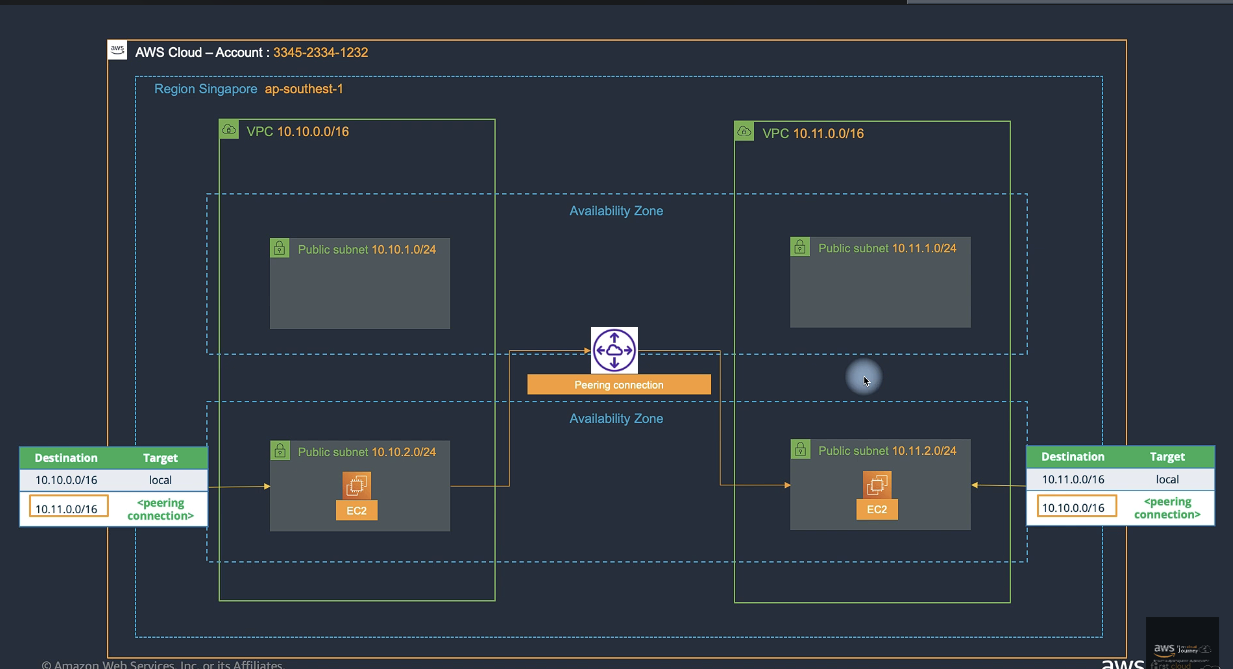 aws
AWS Cloud – Account : 3345-2334-1232
Region Singapore ap-southest-1
VPC 10.10.0.0/16
VPC 10.11.0.0/16
Availability Zone
Public subnet 10.10.1.0/24
Public subnet 10.11.1.0/24
Peering connection
Availability Zone
Public subnet 10.10.2.0/24
Public subnet 10.11.2.0/24
EC2
EC2
Destination Target
10.10.0.0/16 local
10.11.0.0/16 <peering
connection>
Destination Target
10.11.0.0/16 local
10.10.0.0/16 <peering
connection>
© Amazon Web Services, Inc. or its Affiliates.
aws
aws Journey